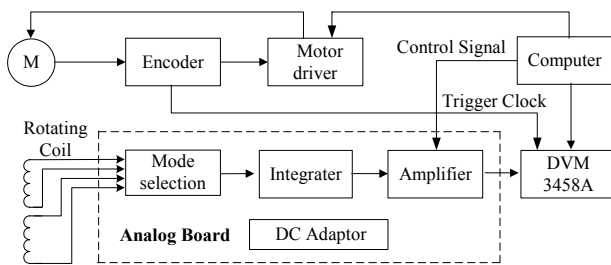 M
Encoder
Motor
driver
Control Signal
Computer
Trigger Clock
Rotating
Coil
Mode
selection
Integrater
Amplifier
DVM
3458A
Analog Board
DC Adaptor